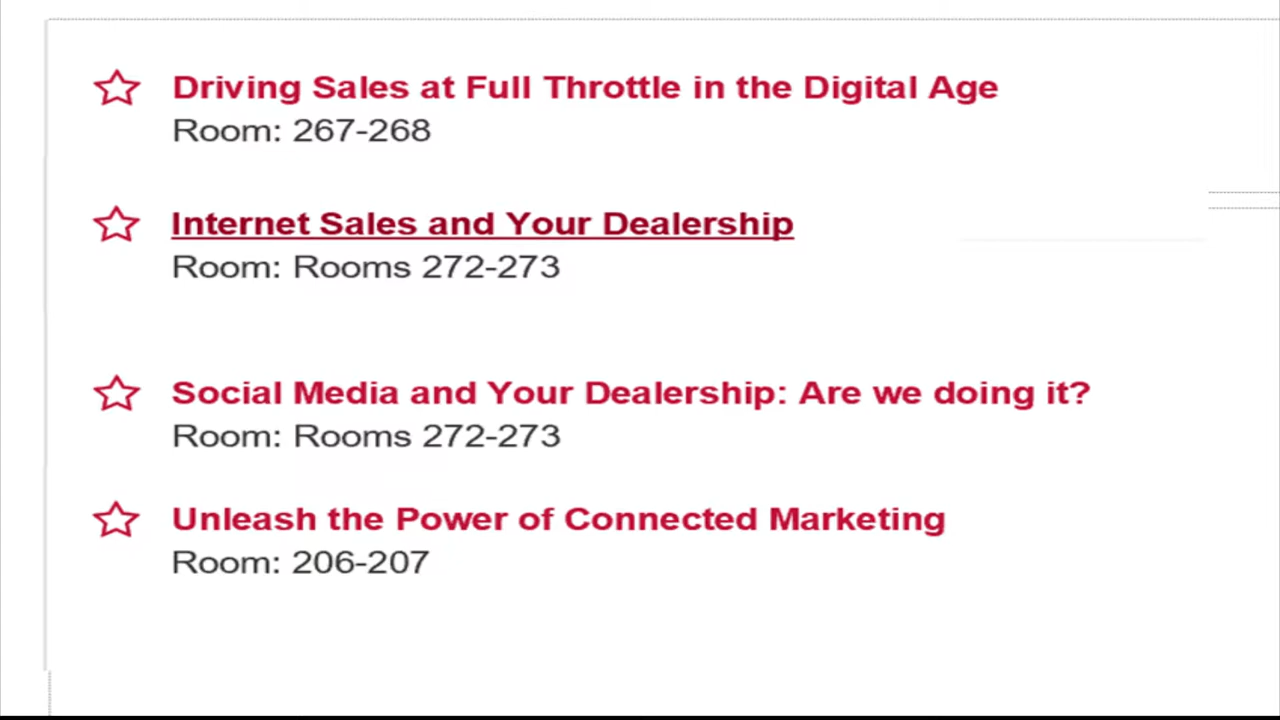 Driving Sales at Full Throttle in the Digital Age
Room: 267-268
Internet Sales and Your Dealership
Room: Rooms 272-273
Social Media and Your Dealership: Are we doing it?
Room: Rooms 272-273
Unleash the Power of Connected Marketing
Room: 206-207